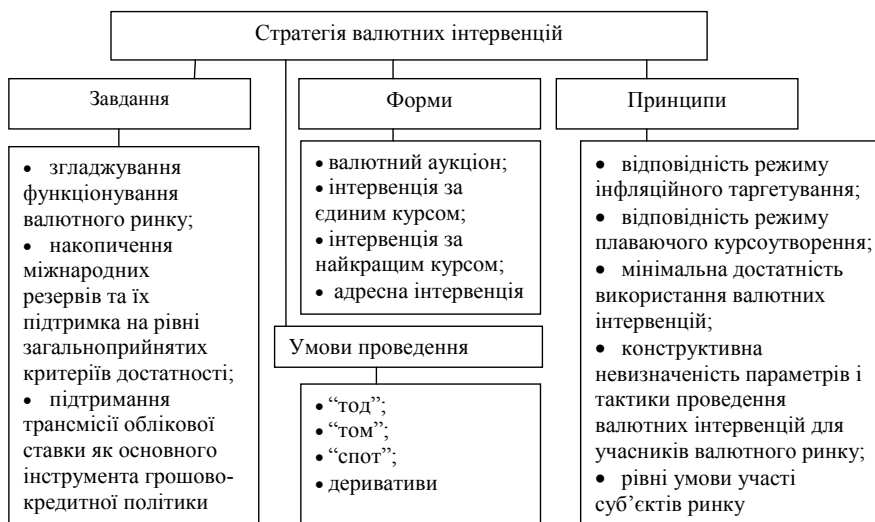 Стратегія валютних інтервенцій
Завдання
• згладжування
функціонування
валютного ринку;
• накопичення
міжнародних
резервів та їх
підтримка на рівні
загальноприйнятих
критеріїв достатності;
• підтримання
трансмісії облікової
ставки як основного
інструмента грошово-
кредитної політики
Форми
• валютний аукціон;
• інтервенція за
єдиним курсом;
• інтервенція за
найкращим курсом;
• адресна інтервенція
Умови проведення
• “тод”;
• “том”;
• “спот”;
• деривативи
Принципи
• відповідність режиму
інфляційного таргетування;
• відповідність режиму
плаваючого курсоутворення;
• мінімальна достатність
використання валютних
інтервенцій;
• конструктивна
невизначеність параметрів і
тактики проведення
валютних інтервенцій для
учасників валютного ринку;
• рівні умови участі
суб’єктів ринку